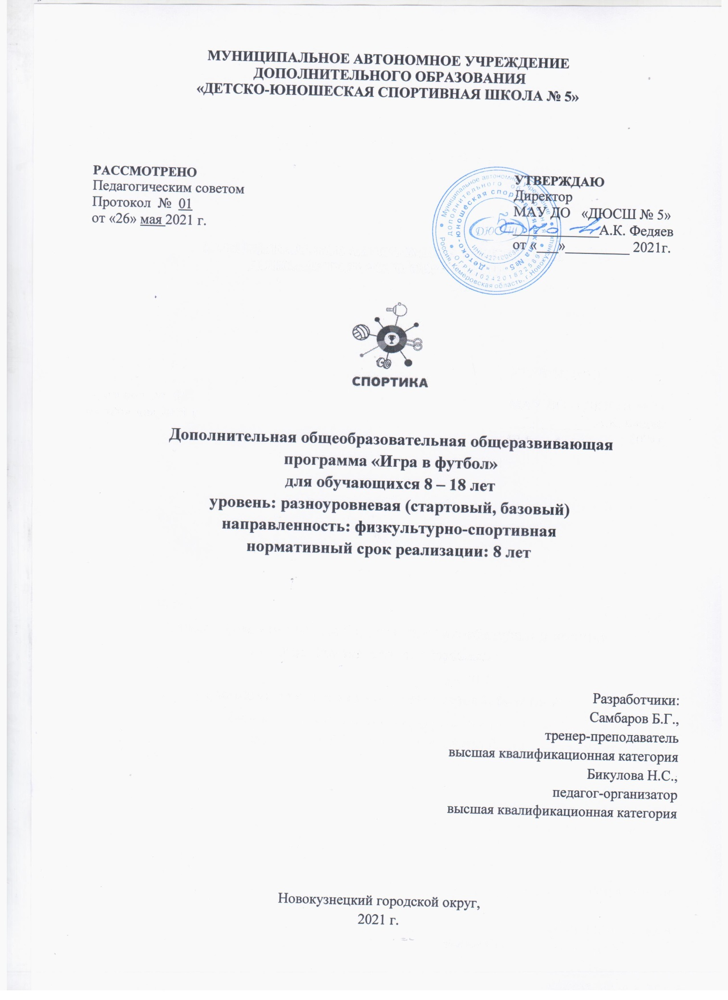 МУНИЦИПАЛЬНОЕ АВТОНОМНОЕ УЧРЕЖДЕНИЕ
ДОПОЛНИТЕЛЬНОГО ОБРАЗОВАНИЯ
«ДЕТСКО-ЮНОШЕСКАЯ СПОРТИВНАЯ ШКОЛА № 5»
РАССМОТРЕНО
Педагогическим советом
Протокол № 01
от «26» мая 2021 г.
УТВЕРЖДАЮ
Директор
МАУ ДО «ДЮСШ № 5»
______________А.К. Федяев
от «___»_________ 2021г.
Муниципальное автономное учреждение
дополнительного образования
«Детско-юношеская спортивная школа №5»
5
ДЮСШ
ИНН
ОГРН 1024201822589
Россия, Кемеровская область, г.Новокузнецк
СПОРТИКА
Дополнительная общеобразовательная общеразвивающая
программа «Игра в футбол»
для обучающихся 8 – 18 лет
уровень: разноуровневая (стартовый, базовый)
направленность: физкультурно-спортивная
нормативный срок реализации: 8 лет
Разработчики:
Самбаров Б.Г.,
тренер-преподаватель
высшая квалификационная категория
Бикулова Н.С.,
педагог-организатор
высшая квалификационная категория
Новокузнецкий городской округ,
2021 г.